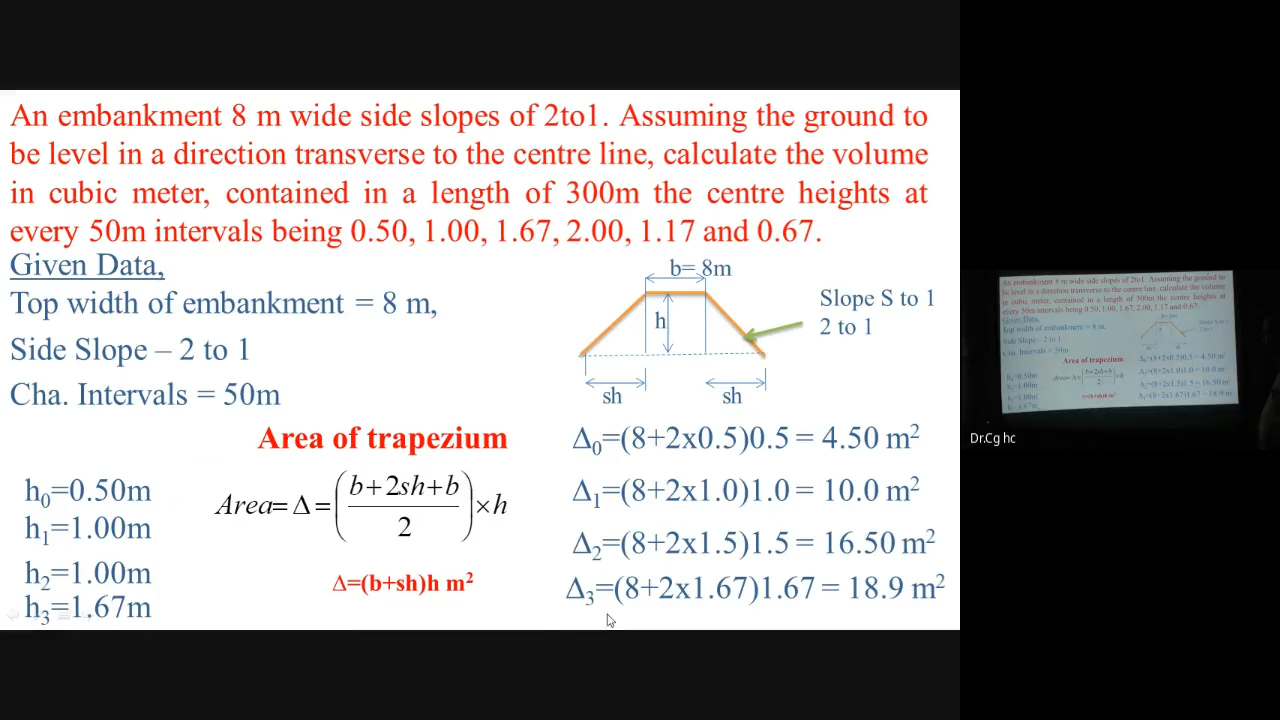 An embankment 8 m wide side slopes of 2to1. Assuming the ground to
be level in a direction transverse to the centre line, calculate the volume
in cubic meter, contained in a length of 300m the centre heights at
every 50m intervals being 0.50, 1.00, 1.67, 2.00, 1.17 and 0.67.
Given Data,
Top width of embankment = 8 m,
Side Slope – 2 to 1
Cha. Intervals = 50m
b= 8m
h
Slope S to 1
2 to 1
sh
sh
Area of trapezium
Area=Δ=(b+2sh+b/2)×h
Δ=(b+sh)h m²
h₀=0.50m
h₁=1.00m
h₂=1.00m
h₃=1.67m
Δ₀=(8+2x0.5)0.5 = 4.50 m²
Δ₁=(8+2x1.0)1.0 = 10.0 m²
Δ₂=(8+2x1.5)1.5 = 16.50 m²
Δ₃=(8+2x1.67)1.67 = 18.9 m²
Dr.Cg hc